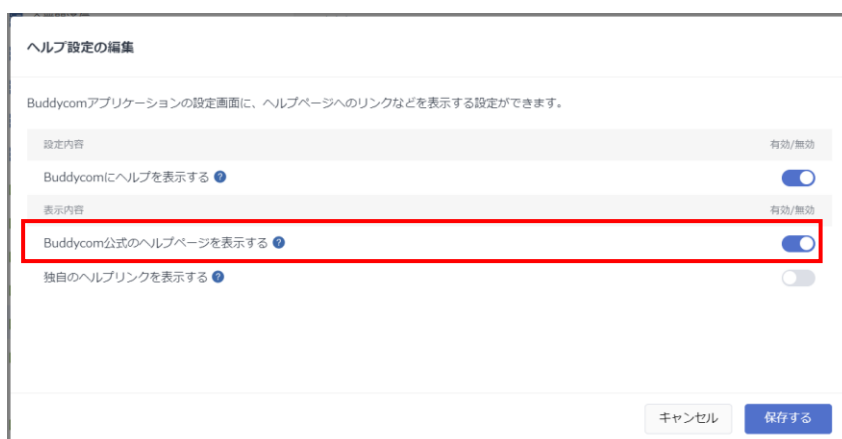 ヘルプ設定の編集
Buddycomアプリケーションの設定画面に、ヘルプページへのリンクなどを表示する設定ができます。
設定内容 有効/無効
Buddycomにヘルプを表示する ?
表示内容 有効/無効
Buddycom公式のヘルプページを表示する ?
独自のヘルプリンクを表示する ?
キャンセル 保存する